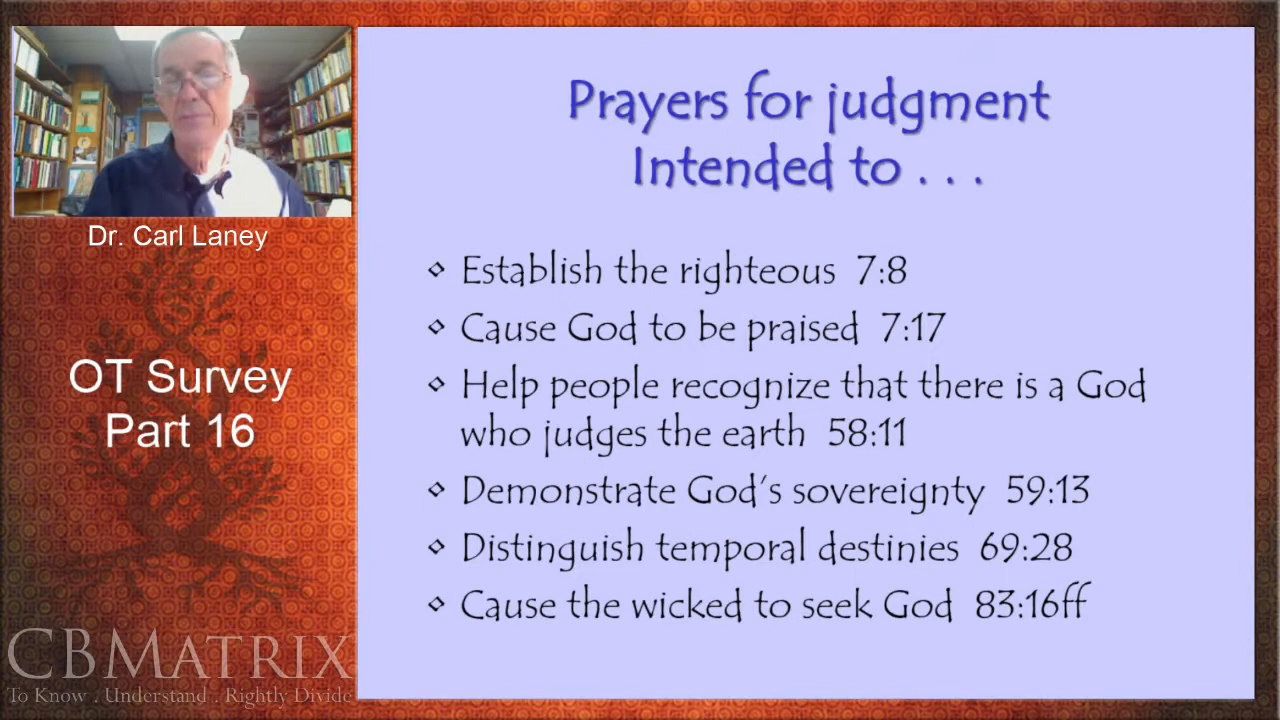 Dr. Carl Laney
OT Survey
Part 16
CBMATRIX
To Know . Understand . Rightly Divide
Prayers for judgment
Intended to . . .
Establish the righteous 7:8
Cause God to be praised 7:17
Help people recognize that there is a God
who judges the earth 58:11
Demonstrate God's sovereignty 59:13
Distinguish temporal destinies 69:28
Cause the wicked to seek God 83:16ff